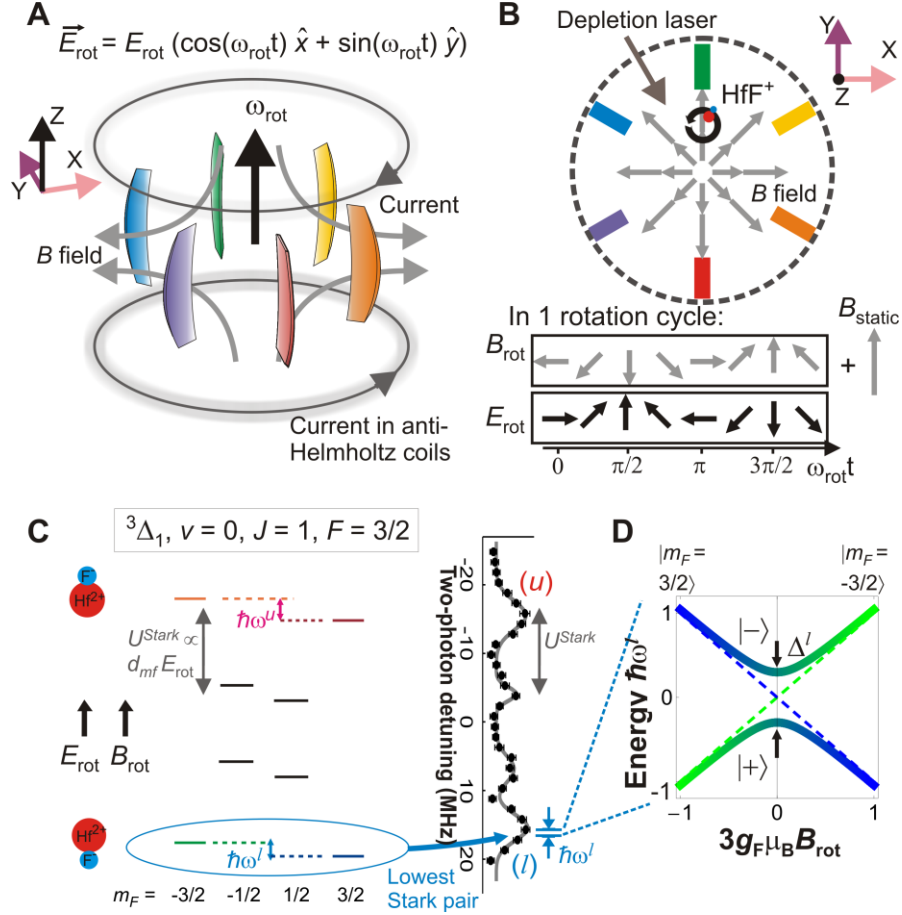 A
E⃗rot = Erot (cos(ωrott) x̂ + sin(ωrott) ŷ)
ωrot
Z
X
Y
Current
B field
Current in anti-
Helmholtz coils
B
Depletion laser
Y
X
Z
HfF+
B field
In 1 rotation cycle:
Bstatic
Brot
+
Erot
0 π/2 π 3π/2 ωrott
C
3Δ1, v = 0, J = 1, F = 3/2
F-
Hf2+
ħωu
UStark ∝
dmf Erot
Erot Brot
Hf2+
F-
ħωl
mF = -3/2 -1/2 1/2 3/2
Lowest
Stark pair
Two-photon detuning (MHz)
-20
-10
0
10
20
(u)
UStark
(l)
ħωl
D
|mF =
3/2⟩
|mF =
-3/2⟩
Energy ħωl
1
0
-1
|−⟩
Δl
|+⟩
-1 0 1
3gFμBBrot